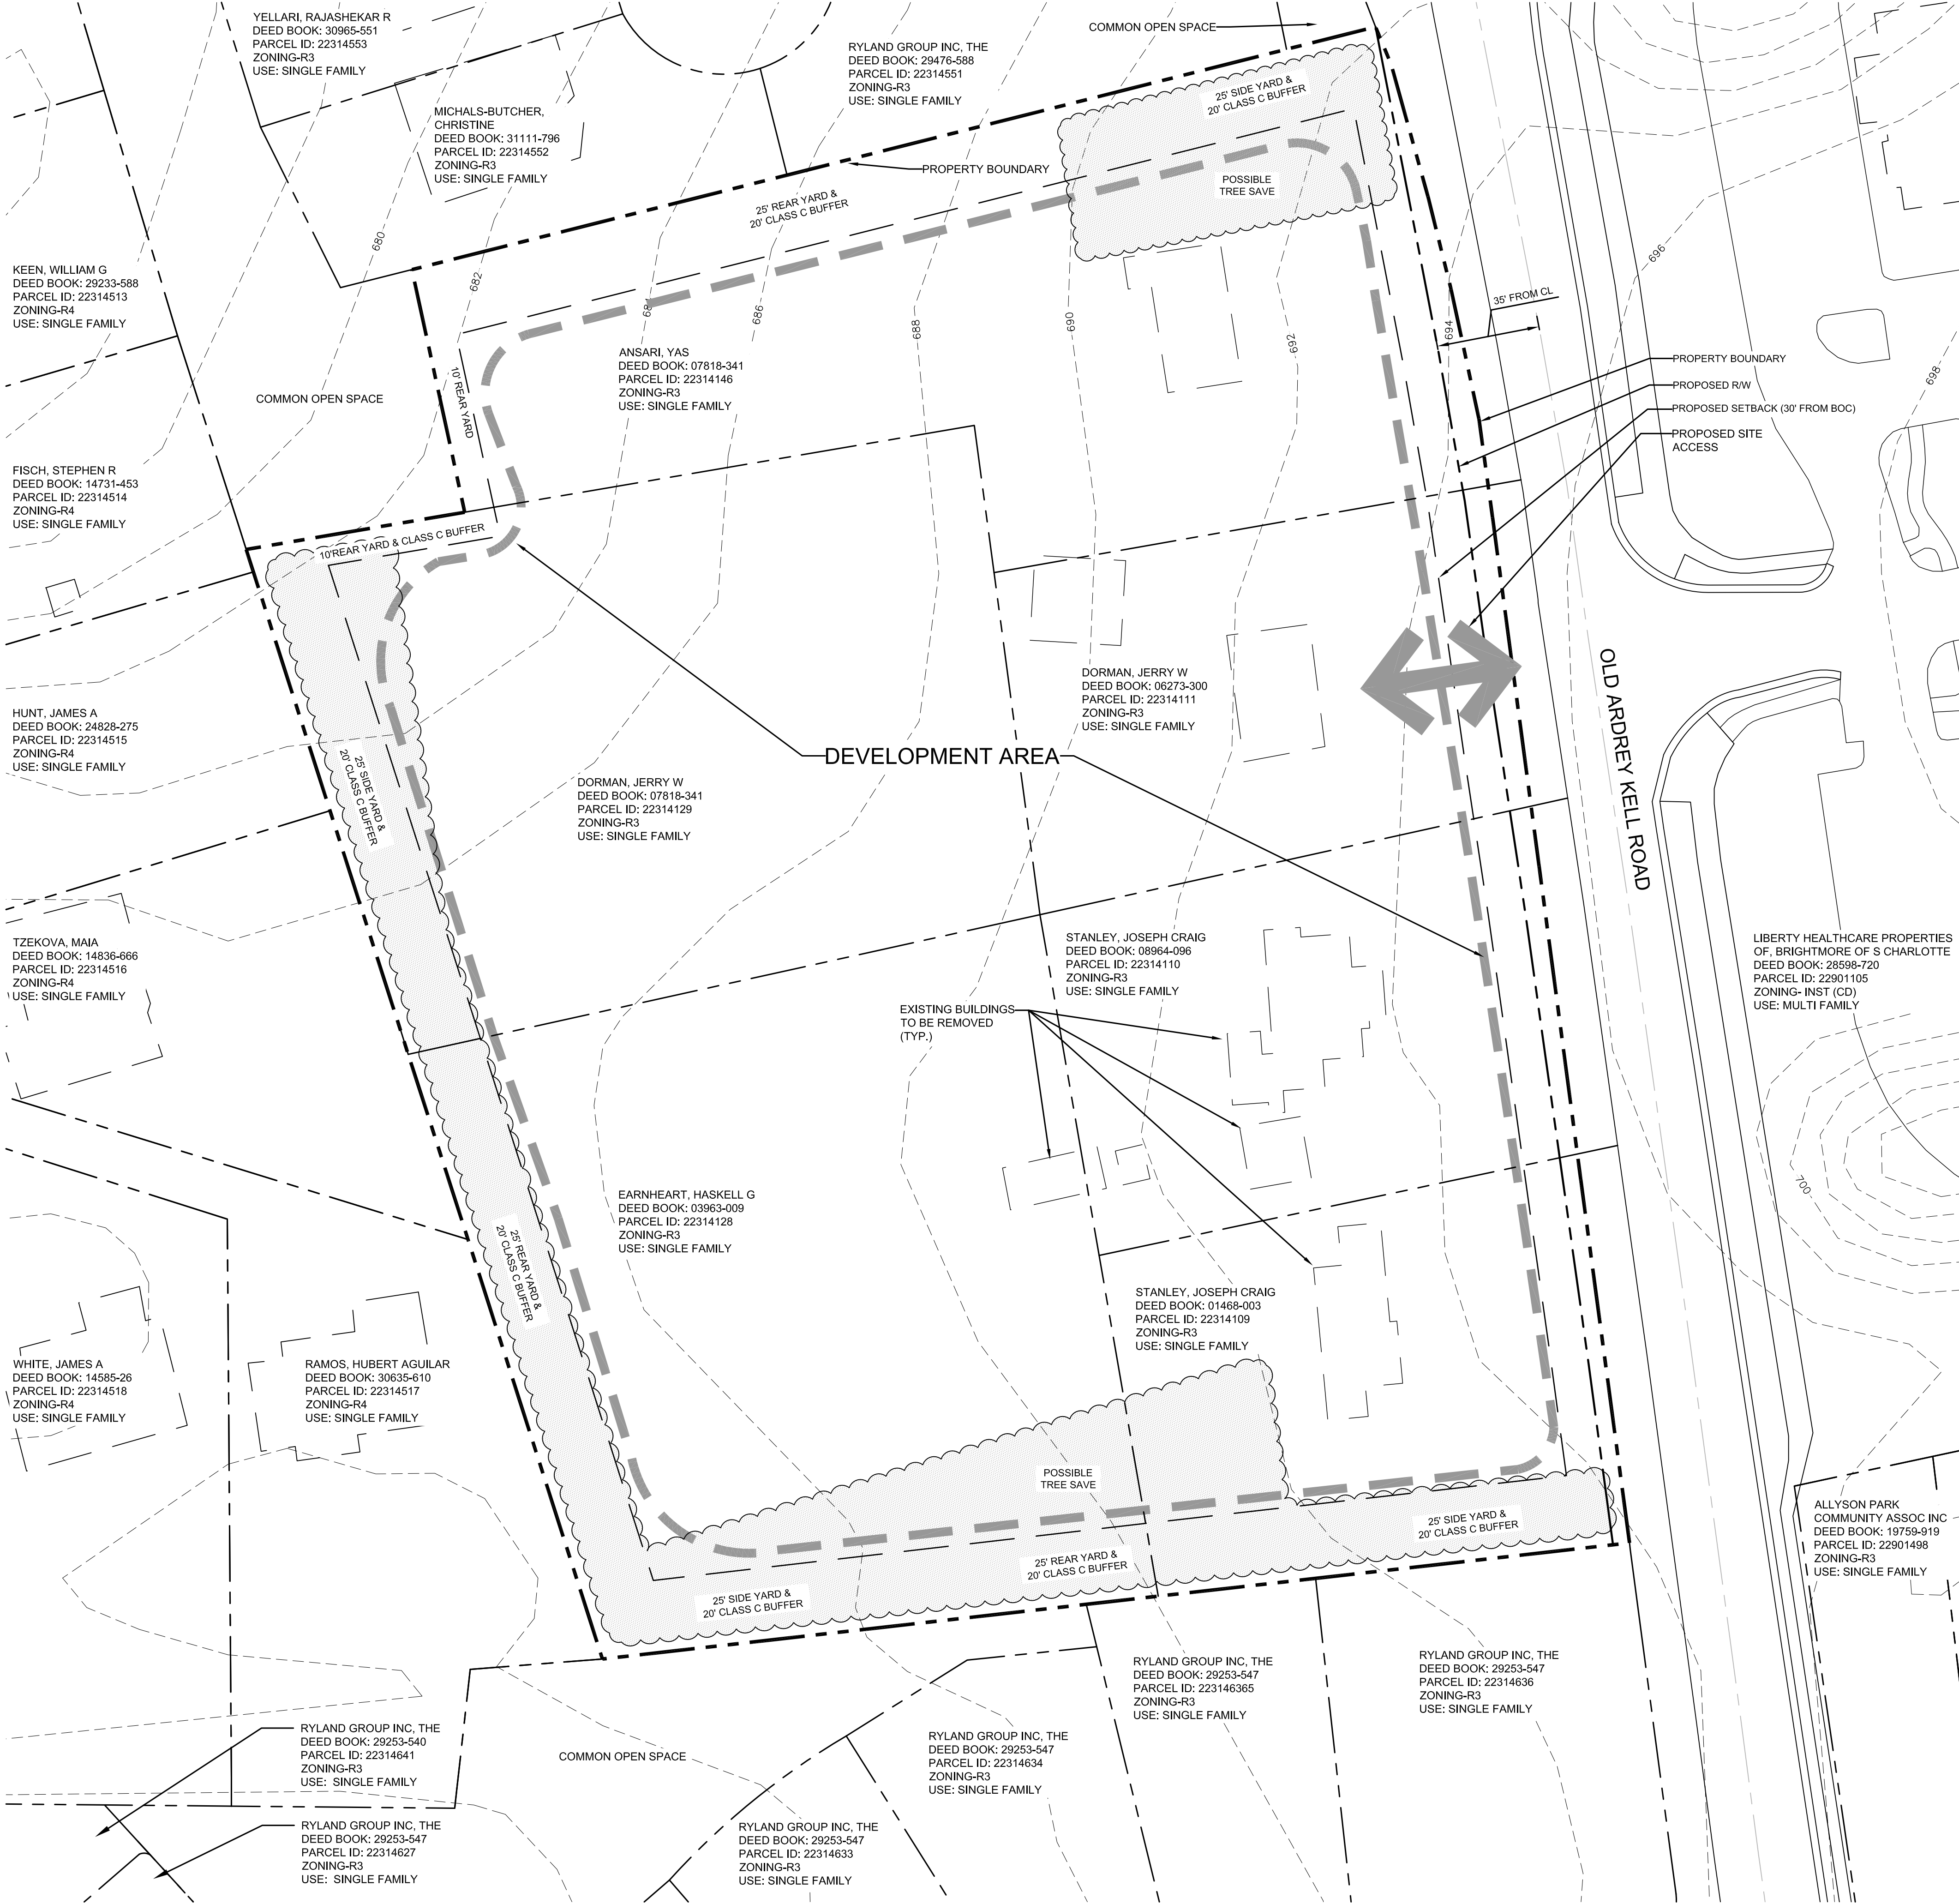 YELLARI, RAJASHEKAR R
DEED BOOK: 30965-551
PARCEL ID: 22314553
ZONING-R3
USE: SINGLE FAMILY
MICHALS-BUTCHER,
CHRISTINE
DEED BOOK: 31111-796
PARCEL ID: 22314552
ZONING-R3
USE: SINGLE FAMILY
RYLAND GROUP INC, THE
DEED BOOK: 29476-588
PARCEL ID: 22314551
ZONING-R3
USE: SINGLE FAMILY
COMMON OPEN SPACE
25' SIDE YARD &
20' CLASS C BUFFER
PROPERTY BOUNDARY
POSSIBLE
TREE SAVE
25' REAR YARD &
20' CLASS C BUFFER
680
682
684
686
688
690
692
694
696
698
KEEN, WILLIAM G
DEED BOOK: 29233-588
PARCEL ID: 22314513
ZONING-R4
USE: SINGLE FAMILY
35' FROM CL
PROPERTY BOUNDARY
PROPOSED R/W
PROPOSED SETBACK (30' FROM BOC)
PROPOSED SITE
ACCESS
ANSARI, YAS
DEED BOOK: 07818-341
PARCEL ID: 22314146
ZONING-R3
USE: SINGLE FAMILY
10' REAR YARD
COMMON OPEN SPACE
FISCH, STEPHEN R
DEED BOOK: 14731-453
PARCEL ID: 22314514
ZONING-R4
USE: SINGLE FAMILY
10'REAR YARD & CLASS C BUFFER
HUNT, JAMES A
DEED BOOK: 24828-275
PARCEL ID: 22314515
ZONING-R4
USE: SINGLE FAMILY
25' SIDE YARD &
20' CLASS C BUFFER
DORMAN, JERRY W
DEED BOOK: 06273-300
PARCEL ID: 22314111
ZONING-R3
USE: SINGLE FAMILY
OLD ARDREY KELL ROAD
DEVELOPMENT AREA
DORMAN, JERRY W
DEED BOOK: 07818-341
PARCEL ID: 22314129
ZONING-R3
USE: SINGLE FAMILY
TZEKOVA, MAIA
DEED BOOK: 14836-666
PARCEL ID: 22314516
ZONING-R4
USE: SINGLE FAMILY
STANLEY, JOSEPH CRAIG
DEED BOOK: 08964-096
PARCEL ID: 22314110
ZONING-R3
USE: SINGLE FAMILY
LIBERTY HEALTHCARE PROPERTIES
OF, BRIGHTMORE OF S CHARLOTTE
DEED BOOK: 28598-720
PARCEL ID: 22901105
ZONING- INST (CD)
USE: MULTI FAMILY
EXISTING BUILDINGS
TO BE REMOVED
(TYP.)
700
EARNHEART, HASKELL G
DEED BOOK: 03963-009
PARCEL ID: 22314128
ZONING-R3
USE: SINGLE FAMILY
25' REAR YARD &
20' CLASS C BUFFER
STANLEY, JOSEPH CRAIG
DEED BOOK: 01468-003
PARCEL ID: 22314109
ZONING-R3
USE: SINGLE FAMILY
WHITE, JAMES A
DEED BOOK: 14585-26
PARCEL ID: 22314518
ZONING-R4
USE: SINGLE FAMILY
RAMOS, HUBERT AGUILAR
DEED BOOK: 30635-610
PARCEL ID: 22314517
ZONING-R4
USE: SINGLE FAMILY
POSSIBLE
TREE SAVE
25' SIDE YARD &
20' CLASS C BUFFER
25' REAR YARD &
20' CLASS C BUFFER
25' SIDE YARD &
20' CLASS C BUFFER
ALLYSON PARK
COMMUNITY ASSOC INC
DEED BOOK: 19759-919
PARCEL ID: 22901498
ZONING-R3
USE: SINGLE FAMILY
RYLAND GROUP INC, THE
DEED BOOK: 29253-547
PARCEL ID: 223146365
ZONING-R3
USE: SINGLE FAMILY
RYLAND GROUP INC, THE
DEED BOOK: 29253-547
PARCEL ID: 22314636
ZONING-R3
USE: SINGLE FAMILY
RYLAND GROUP INC, THE
DEED BOOK: 29253-540
PARCEL ID: 22314641
ZONING-R3
USE: SINGLE FAMILY
COMMON OPEN SPACE
RYLAND GROUP INC, THE
DEED BOOK: 29253-547
PARCEL ID: 22314634
ZONING-R3
USE: SINGLE FAMILY
RYLAND GROUP INC, THE
DEED BOOK: 29253-547
PARCEL ID: 22314627
ZONING-R3
USE: SINGLE FAMILY
RYLAND GROUP INC, THE
DEED BOOK: 29253-547
PARCEL ID: 22314633
ZONING-R3
USE: SINGLE FAMILY